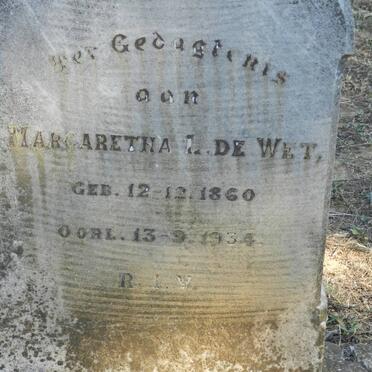 Ter Gedagtenis
aan
MARGARETHA L. DE WET,
GEB. 12-12.1860
OORL. 13-9.1934
R.I.V.